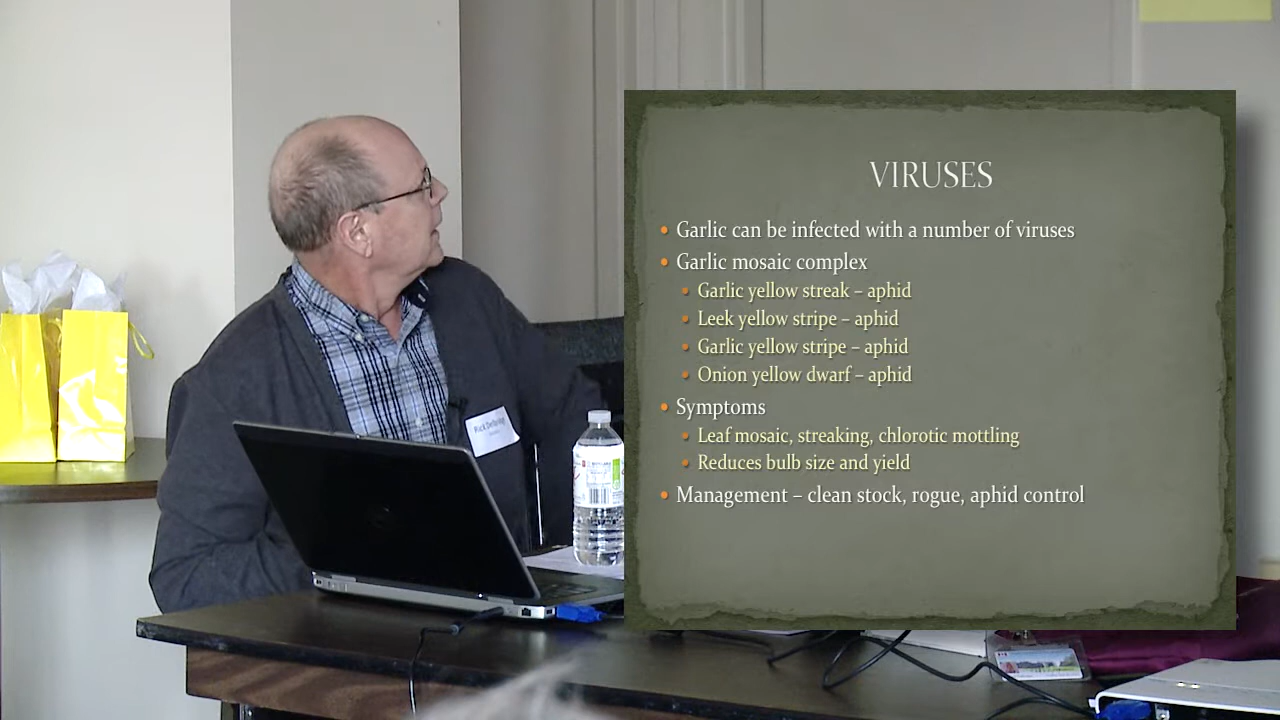 VIRUSES
• Garlic can be infected with a number of viruses
• Garlic mosaic complex
• Garlic yellow streak – aphid
• Leek yellow stripe – aphid
• Garlic yellow stripe – aphid
• Onion yellow dwarf – aphid
• Symptoms
• Leaf mosaic, streaking, chlorotic mottling
• Reduces bulb size and yield
• Management – clean stock, rogue, aphid control